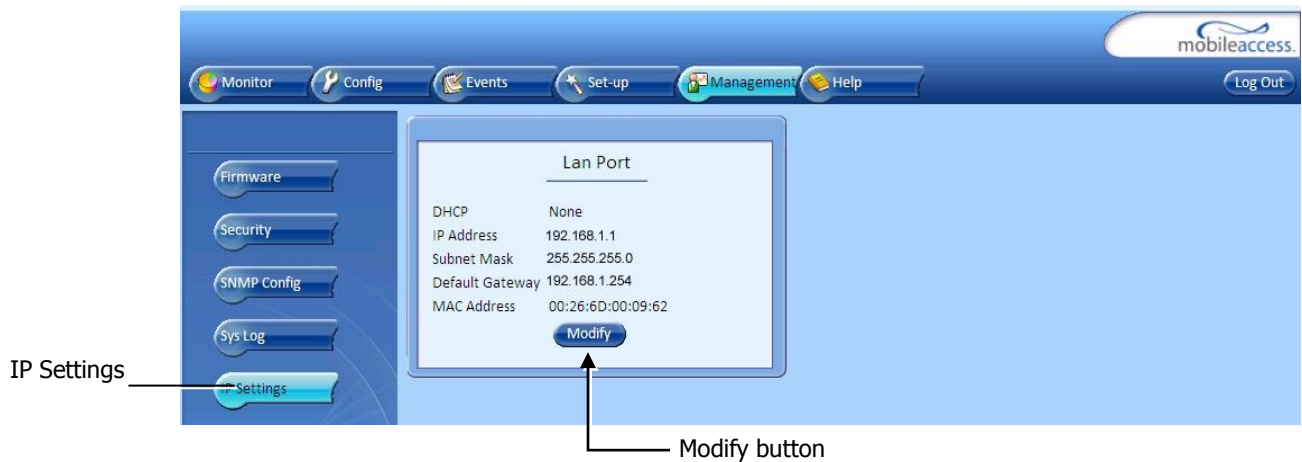 mobileaccess.
Monitor Config Events Set-up Management Help Log Out
Firmware
Security
SNMP Config
Sys Log
IP Settings
Lan Port
DHCP None
IP Address 192.168.1.1
Subnet Mask 255.255.255.0
Default Gateway 192.168.1.254
MAC Address 00:26:6D:00:09:62
Modify
IP Settings
Modify button